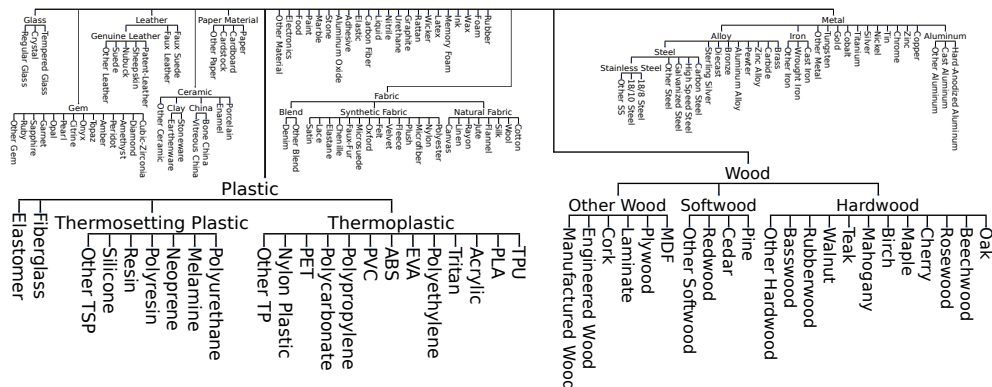 Glass
Regular Glass
Crystal
Tempered Glass
Leather
Genuine Leather
Other Leather
Suede
Nubuck
Sheepskin
Patent-Leather
Faux Leather
Faux Suede
Paper Material
Other Paper
Cardstock
Cardboard
Paper
Gem
Other Gem
Ruby
Sapphire
Garnet
Opal
Pearl
Citrine
Onyx
Topaz
Amber
Peridot
Amethyst
Diamond
Cubic-Zirconia
Ceramic
Other Ceramic
Clay
Earthenware
Stoneware
China
Vitreous China
Bone China
Enamel
Porcelain
Other Material
Electronics
Food
Paint
Marble
Stone
Aluminum Oxide
Adhesive
Elastic
Carbon Fiber
Liquid
Nitrile
Urethane
Graphite
Rattan
Wicker
Latex
Memory Foam
Ink
Wax
Foam
Rubber
Fabric
Blend
Denim
Other Blend
Synthetic Fabric
Satin
Lace
Elastane
Chenille
Faux-Fur
Microsuede
Oxford
Felt
Velvet
Fleece
Plush
Microfiber
Nylon
Polyester
Natural Fabric
Canvas
Linen
Rayon
Jute
Flannel
Silk
Wool
Cotton
Metal
Alloy
Steel
Stainless Steel
Other SS
18/10 Steel
18/8 Steel
Other Steel
Galvanized Steel
High Speed Steel
Carbon Steel
Sterling Silver
Diecast
Bronze
Aluminum Alloy
Pewter
Zinc Alloy
Carbide
Brass
Iron
Other Iron
Wrought Iron
Cast Iron
Other Metal
Tungsten
Gold
Cobalt
Titanium
Silver
Nickel
Tin
Chrome
Zinc
Copper
Aluminum
Other Aluminum
Cast Aluminum
Hard-Anodized Aluminum
Plastic
Elastomer
Fiberglass
Thermosetting Plastic
Other TSP
Silicone
Resin
Polyresin
Neoprene
Melamine
Polyurethane
Thermoplastic
Other TP
Nylon Plastic
PET
Polycarbonate
Polypropylene
PVC
ABS
EVA
Polyethylene
Tritan
Acrylic
PLA
TPU
Wood
Other Wood
Manufactured Wood
Engineered Wood
Cork
Laminate
Plywood
MDF
Softwood
Other Softwood
Redwood
Cedar
Pine
Hardwood
Other Hardwood
Basswood
Rubberwood
Walnut
Teak
Mahogany
Birch
Maple
Cherry
Rosewood
Beechwood
Oak